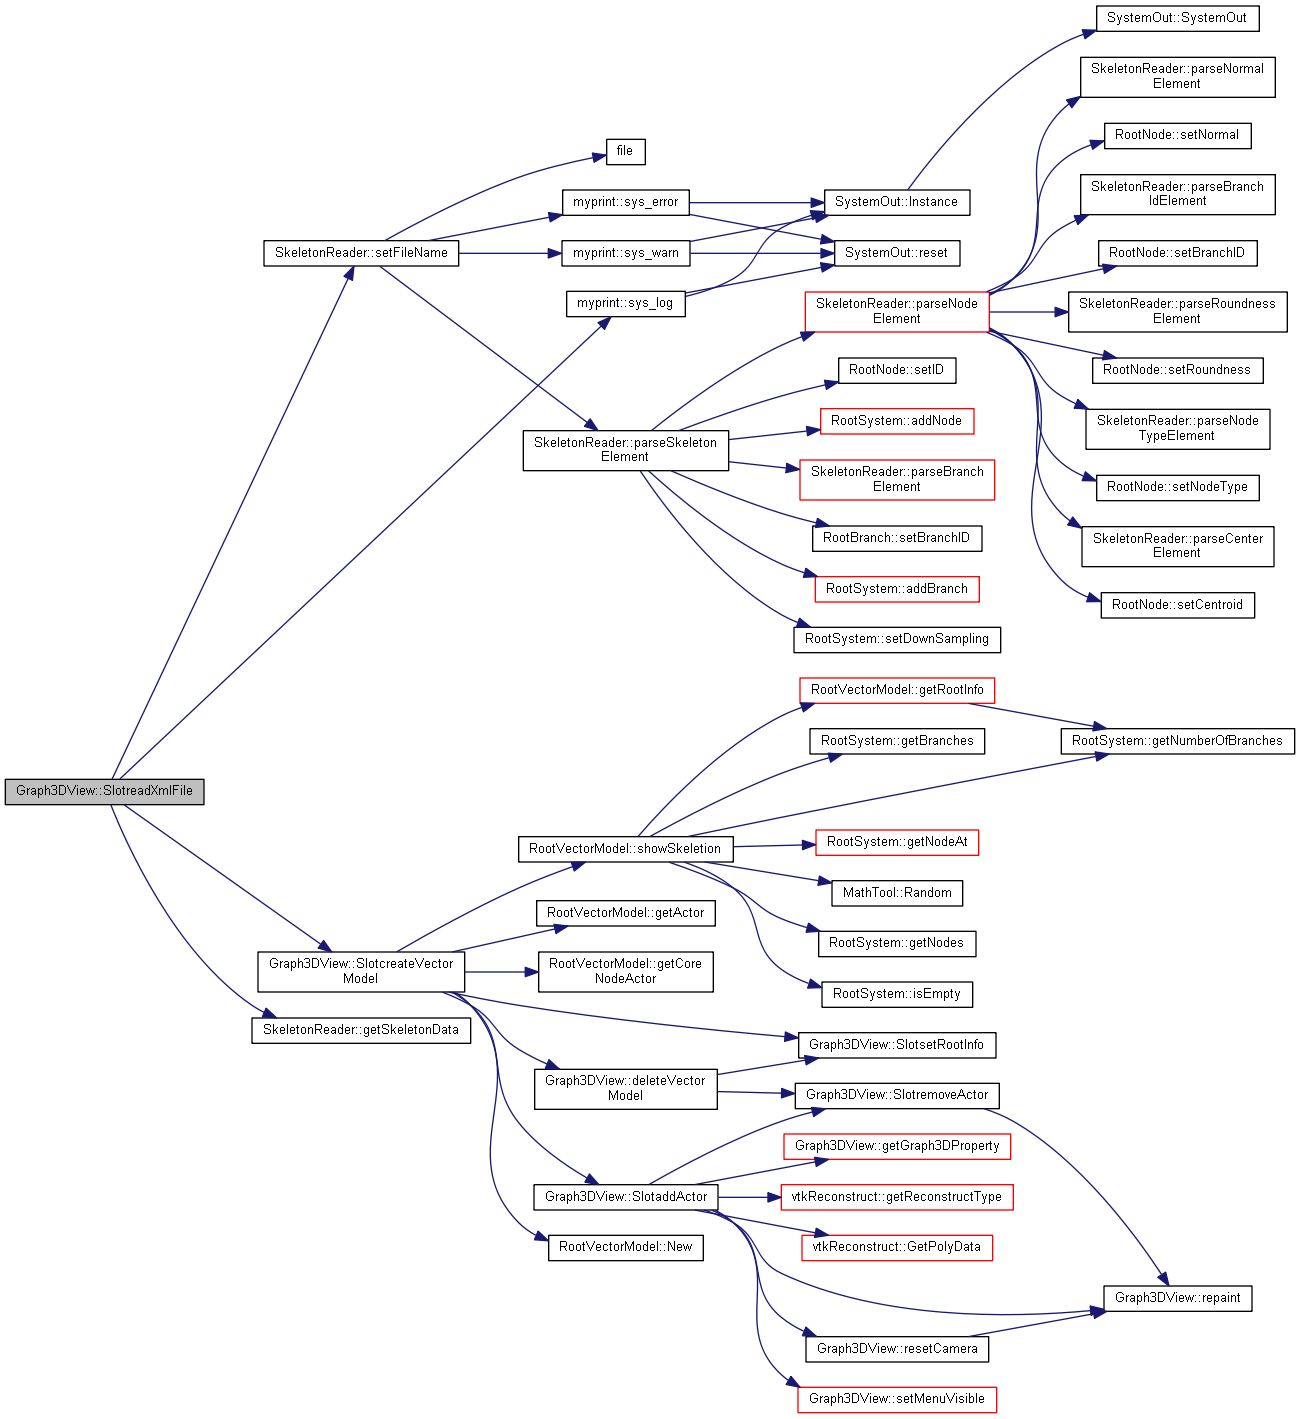 SystemOut::SystemOut
SkeletonReader::parseNormal
Element
file
RootNode::setNormal
myprint::sys_error
SystemOut::Instance
SkeletonReader::parseBranch
IdElement
SkeletonReader::setFileName
myprint::sys_warn
SystemOut::reset
RootNode::setBranchID
myprint::sys_log
SkeletonReader::parseNode
Element
SkeletonReader::parseRoundness
Element
RootNode::setID
RootNode::setRoundness
SkeletonReader::parseSkeleton
Element
RootSystem::addNode
SkeletonReader::parseNode
TypeElement
SkeletonReader::parseBranch
Element
RootNode::setNodeType
RootBranch::setBranchID
SkeletonReader::parseCenter
Element
RootSystem::addBranch
RootNode::setCentroid
RootSystem::setDownSampling
RootVectorModel::getRootInfo
RootSystem::getBranches
RootSystem::getNumberOfBranches
Graph3DView::SlotreadXmlFile
RootVectorModel::showSkeletion
RootSystem::getNodeAt
MathTool::Random
RootVectorModel::getActor
RootSystem::getNodes
Graph3DView::SlotcreateVector
Model
RootVectorModel::getCore
NodeActor
RootSystem::isEmpty
SkeletonReader::getSkeletonData
Graph3DView::SlotsetRootInfo
Graph3DView::deleteVector
Model
Graph3DView::SlotremoveActor
Graph3DView::getGraph3DProperty
Graph3DView::SlotaddActor
vtkReconstruct::getReconstructType
RootVectorModel::New
vtkReconstruct::GetPolyData
Graph3DView::repaint
Graph3DView::resetCamera
Graph3DView::setMenuVisible